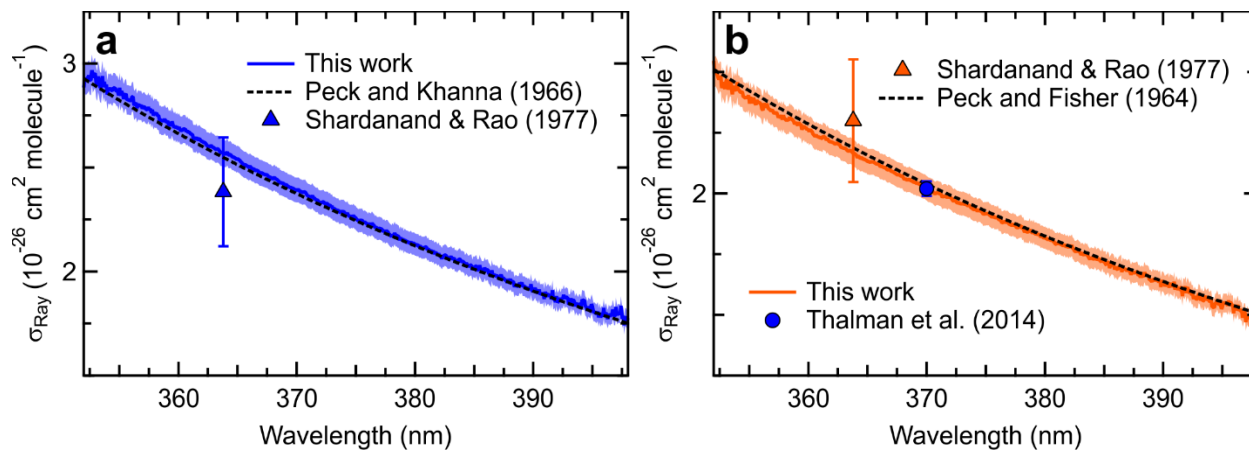 a
This work
Peck and Khanna (1966)
Shardanand & Rao (1977)
3
2
σRay (10-26 cm2 molecule-1)
360 370 380 390
Wavelength (nm)
b
Shardanand & Rao (1977)
Peck and Fisher (1964)
2
This work
Thalman et al. (2014)
σRay (10-26 cm2 molecule-1)
360 370 380 390
Wavelength (nm)